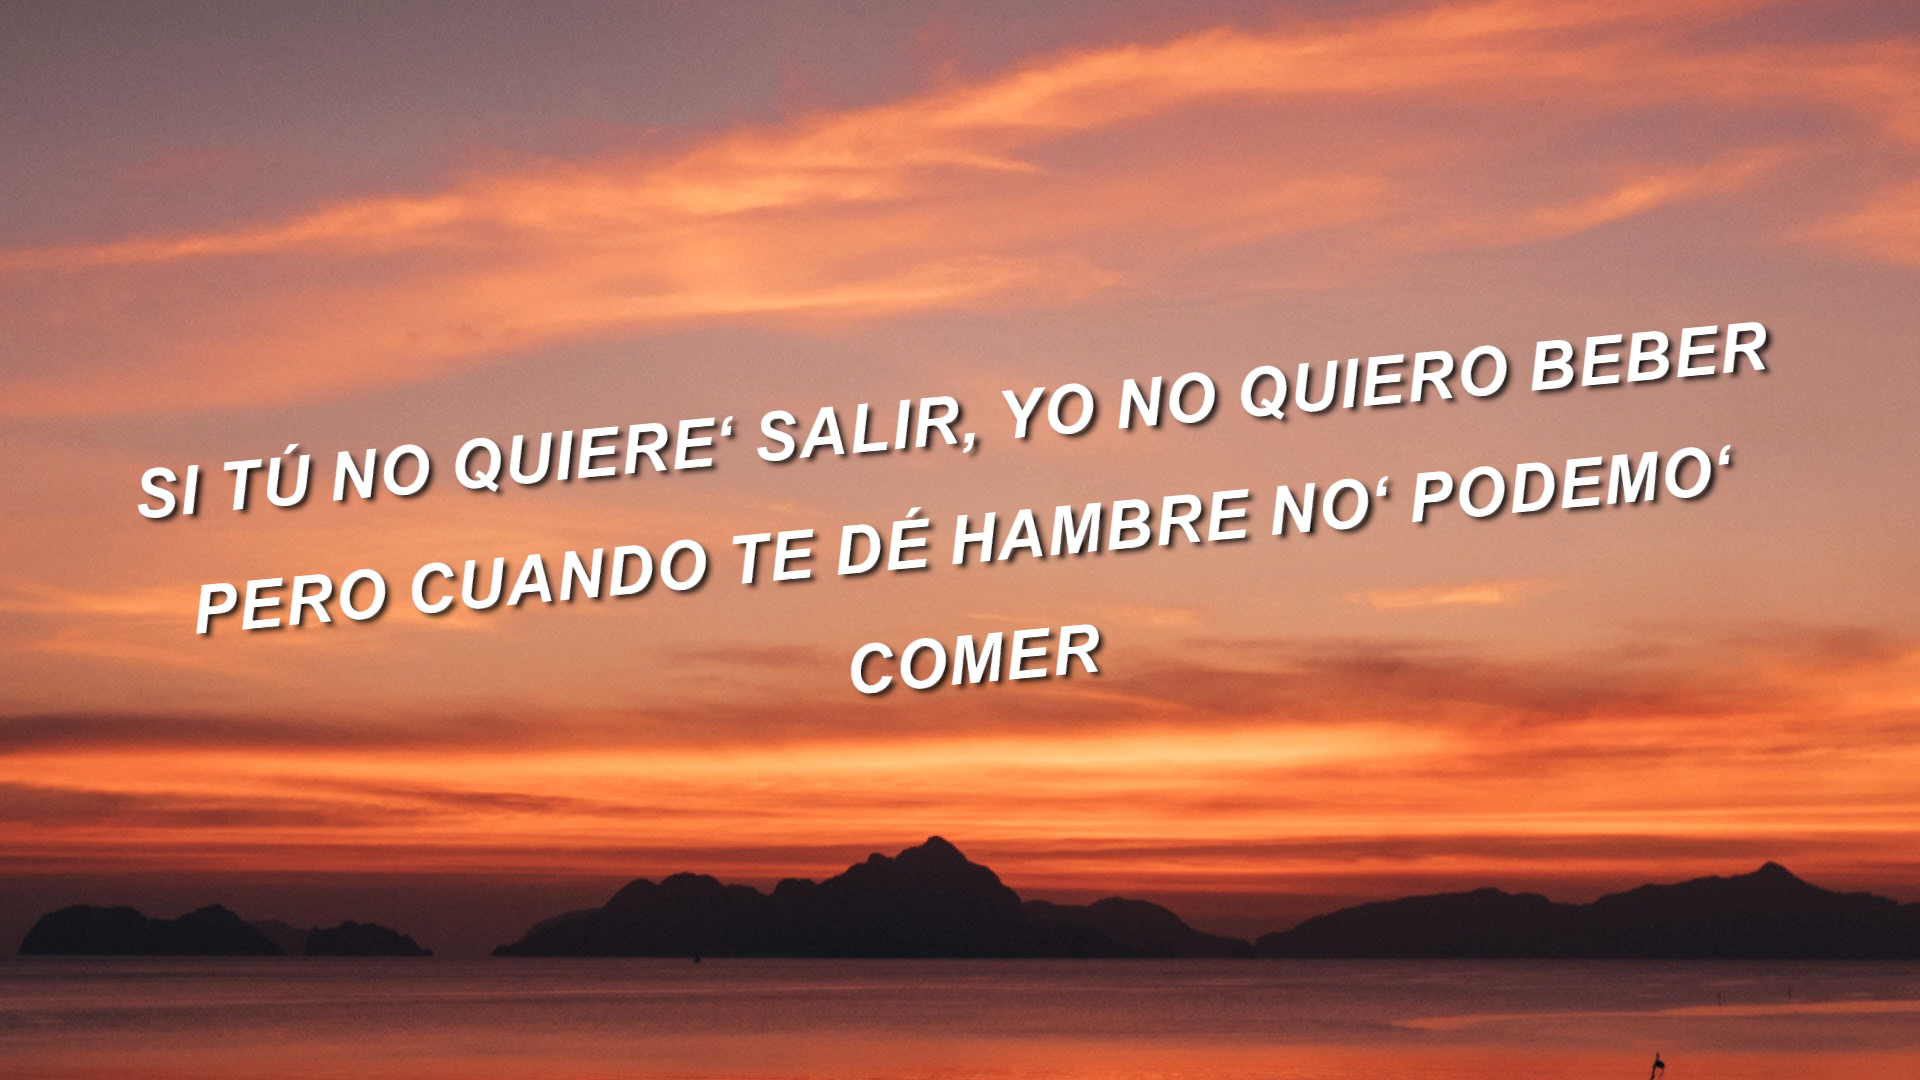 SI TÚ NO QUIERE‘ SALIR, YO NO QUIERO BEBER
PERO CUANDO TE DÉ HAMBRE NO‘ PODEMO‘
COMER